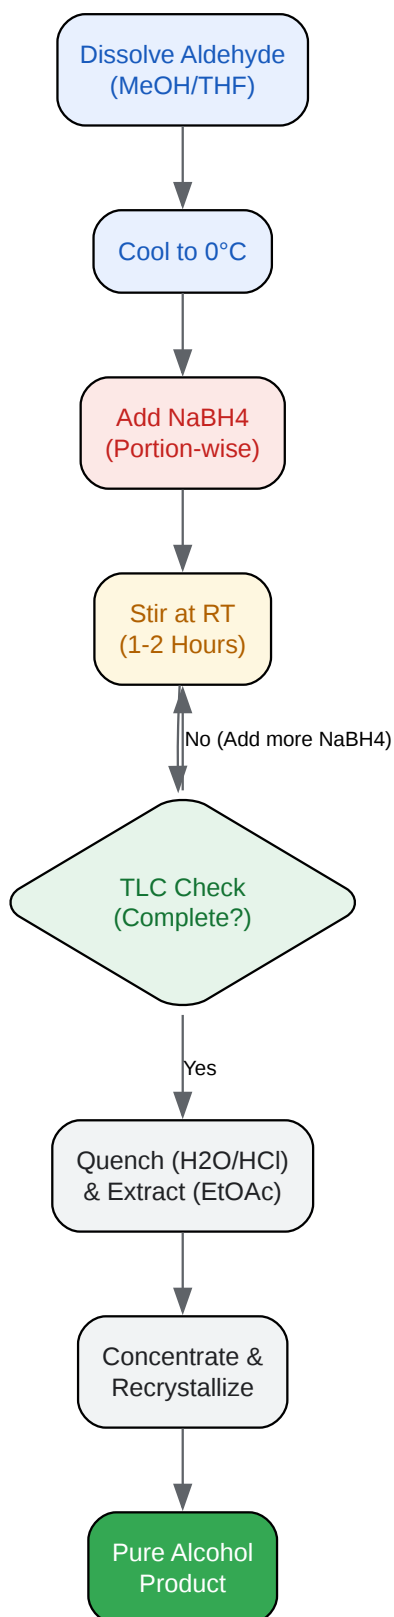 Dissolve Aldehyde
(MeOH/THF)
Cool to 0°C
Add NaBH4
(Portion-wise)
Stir at RT
(1-2 Hours)
No (Add more NaBH4)
TLC Check
(Complete?)
Yes
Quench (H2O/HCl)
& Extract (EtOAc)
Concentrate &
Recrystallize
Pure Alcohol
Product